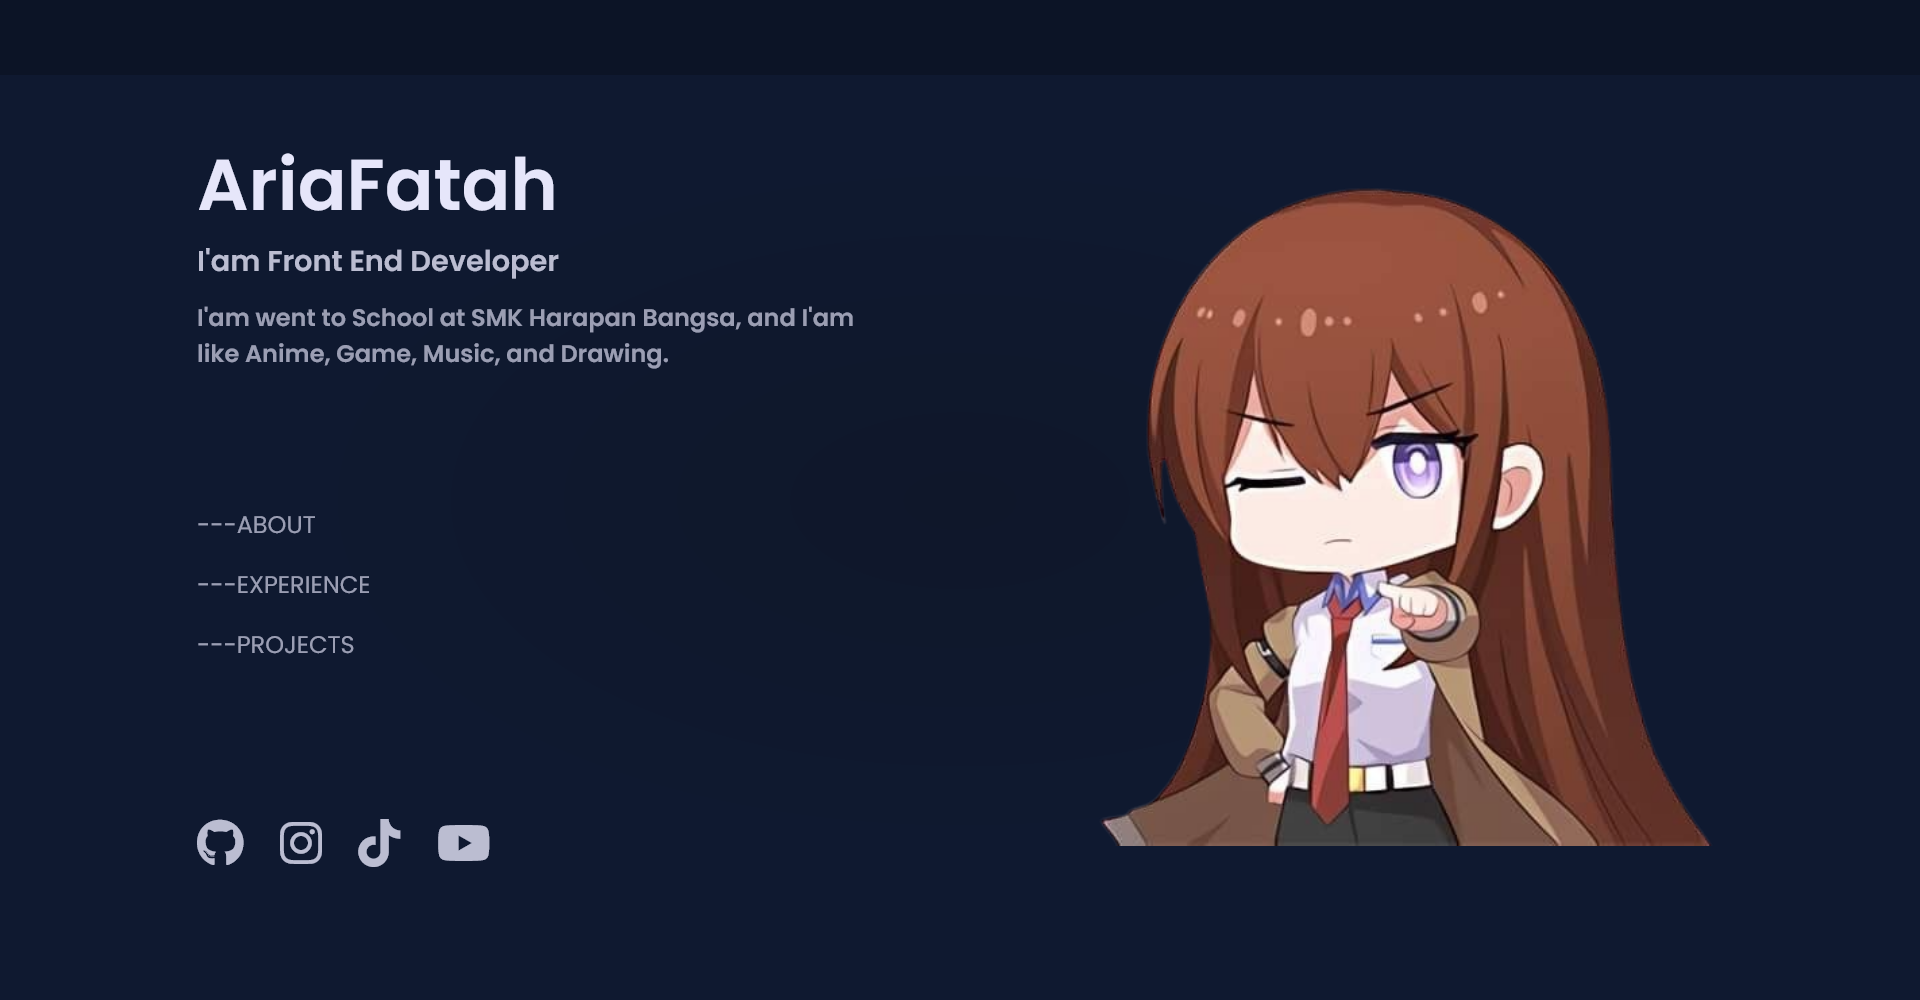 AriaFatah
I'am Front End Developer
I'am went to School at SMK Harapan Bangsa, and I'am
like Anime, Game, Music, and Drawing.
---ABOUT
---EXPERIENCE
---PROJECTS